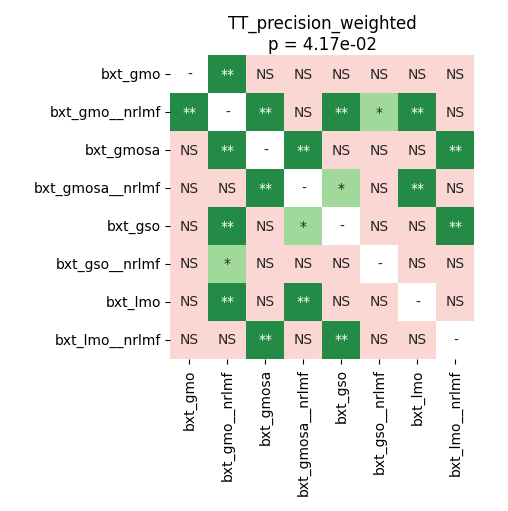 TT_precision_weighted
p = 4.17e-02
bxt_gmo - ** NS NS NS NS NS NS
bxt_gmo__nrlmf ** - ** NS ** * ** NS
bxt_gmosa NS ** - ** NS NS NS **
bxt_gmosa__nrlmf NS NS ** - * NS ** NS
bxt_gso NS ** NS * - NS NS **
bxt_gso__nrlmf NS * NS NS NS - NS NS
bxt_lmo NS ** NS ** NS NS - NS
bxt_lmo__nrlmf NS NS ** NS ** NS NS -
bxt_gmo
bxt_gmo__nrlmf
bxt_gmosa
bxt_gmosa__nrlmf
bxt_gso
bxt_gso__nrlmf
bxt_lmo
bxt_lmo__nrlmf